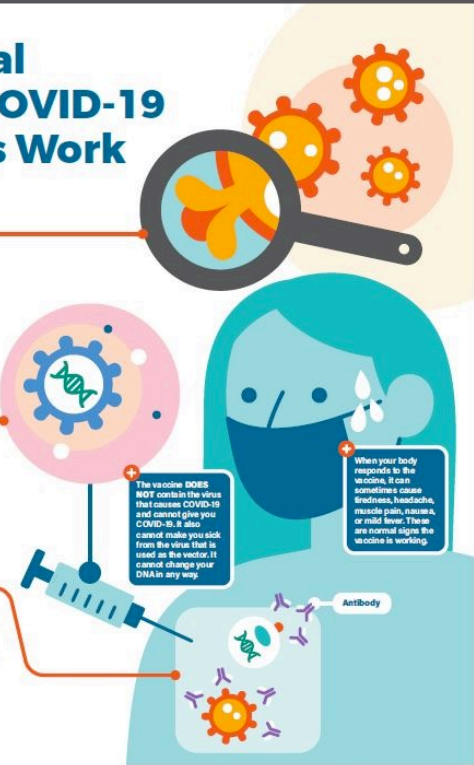 al
OVID-19
s Work
The vaccine DOES
NOT contain the virus
that causes COVID-19
and cannot give you
COVID-19. It also
cannot make you sick
from the virus that is
used as the vector. It
cannot change your
DNA in any way.
When your body
responds to the
vaccine, it can
sometimes cause
tiredness, headache,
muscle pain, nausea,
or mild fever. These
are normal signs the
vaccine is working.
Antibody